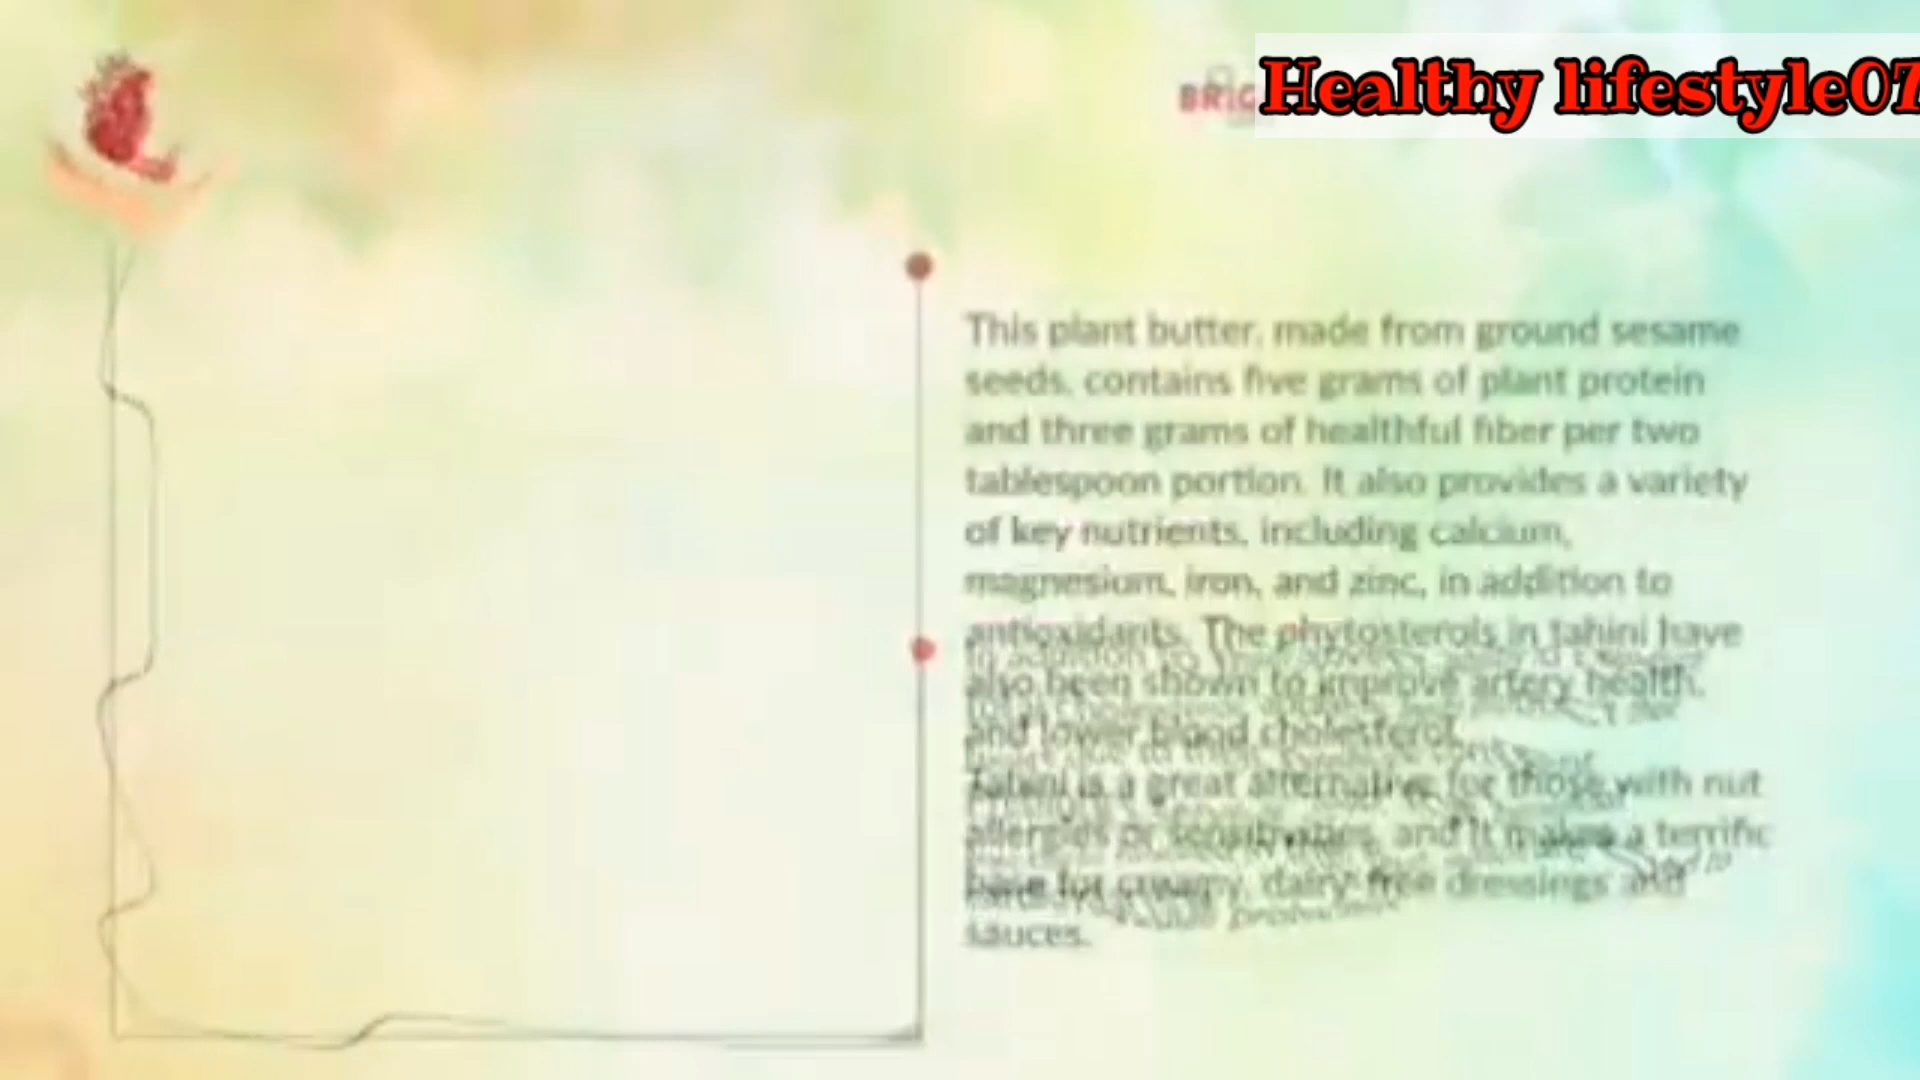 BRIG
Healthy lifestyle07
This plant butter, made from ground sesame
seeds, contains five grams of plant protein
and three grams of healthful fiber per two
tablespoon portion. It also provides a variety
of key nutrients, including calcium,
magnesium, iron, and zinc, in addition to
antioxidants. The phytosterols in tahini have
also been shown to improve artery health,
and lower blood cholesterol.
Tahini is a great alternative for those with nut
allergies or sensitivities, and it makes a terrific
base for creamy, dairy-free dressings and
sauces.